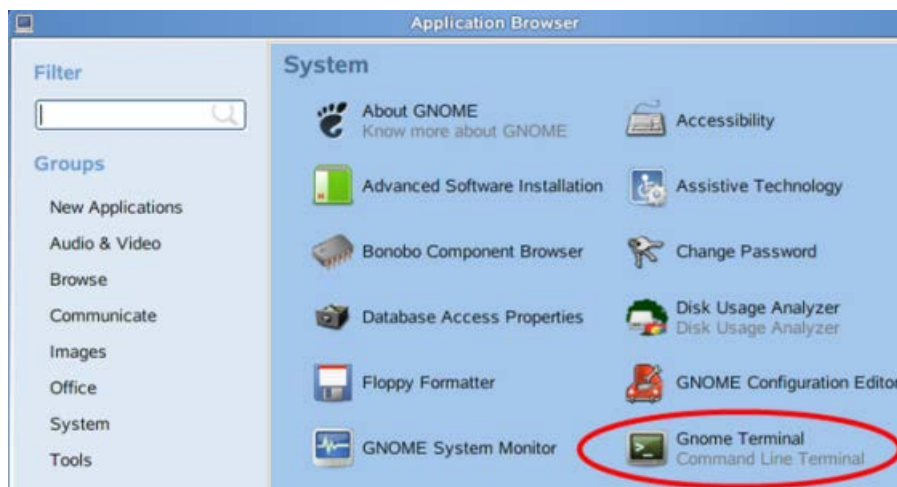 Application Browser
Filter
Groups
New Applications
Audio & Video
Browse
Communicate
Images
Office
System
Tools
System
About GNOME
Know more about GNOME
Accessibility
Advanced Software Installation
Assistive Technology
Bonobo Component Browser
Change Password
Database Access Properties
Disk Usage Analyzer
Disk Usage Analyzer
Floppy Formatter
GNOME Configuration Editor
GNOME System Monitor
Gnome Terminal
Command Line Terminal